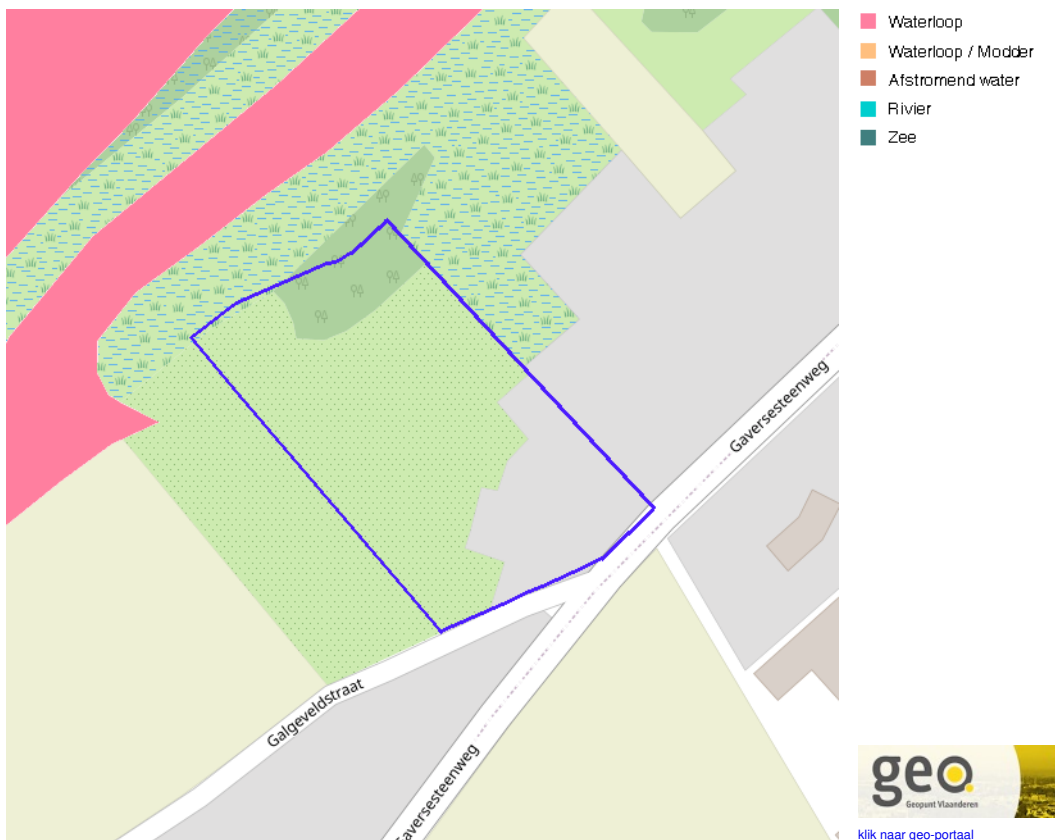 Waterloop
Waterloop / Modder
Afstromend water
Rivier
Zee
Gaversesteenweg
Galgeveldstraat
Gaversesteenweg
geo.
Geopunt Vlaanderen
klik naar geo-portaal